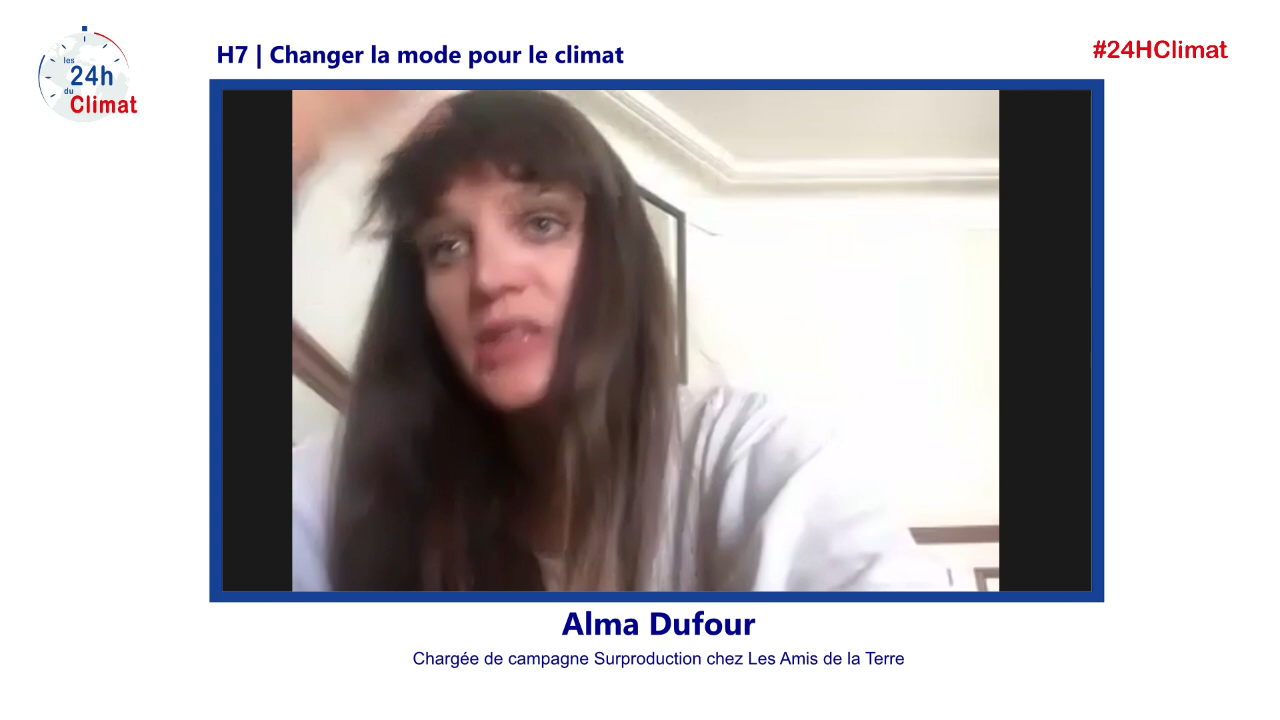 les
24h
du
Climat
H7 | Changer la mode pour le climat
#24HClimat
Alma Dufour
Chargée de campagne Surproduction chez Les Amis de la Terre